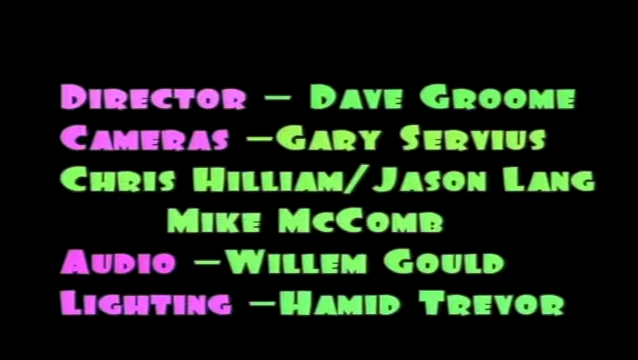 Director – Dave Groome
Cameras –Gary Servius
Chris Hilliam/Jason Lang
Mike McComb
Audio –Willem Gould
Lighting –Hamid Trevor